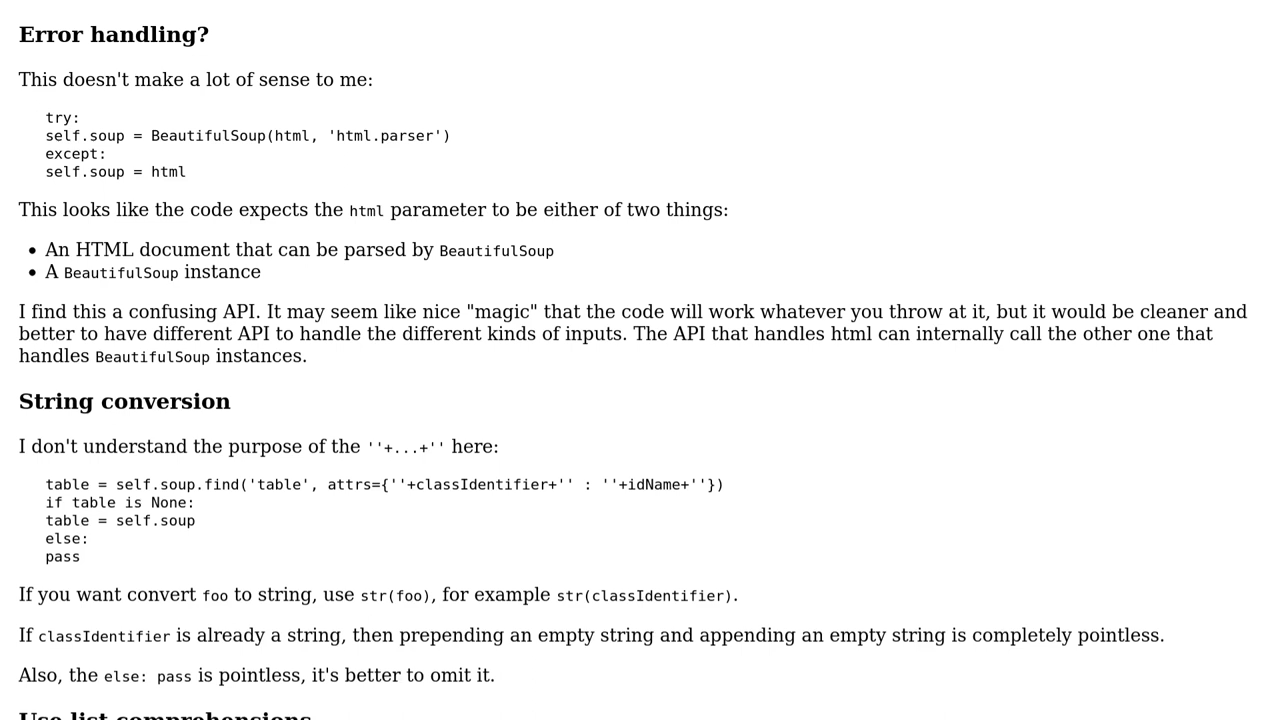 Error handling?
This doesn't make a lot of sense to me:
try:
self.soup = BeautifulSoup(html, 'html.parser')
except:
self.soup = html
This looks like the code expects the html parameter to be either of two things:
• An HTML document that can be parsed by BeautifulSoup
• A BeautifulSoup instance
I find this a confusing API. It may seem like nice "magic" that the code will work whatever you throw at it, but it would be cleaner and
better to have different API to handle the different kinds of inputs. The API that handles html can internally call the other one that
handles BeautifulSoup instances.
String conversion
I don't understand the purpose of the ''+...+'' here:
table = self.soup.find('table', attrs={''+classIdentifier+'' : ''+idName+''})
if table is None:
table = self.soup
else:
pass
If you want convert foo to string, use str(foo), for example str(classIdentifier).
If classIdentifier is already a string, then prepending an empty string and appending an empty string is completely pointless.
Also, the else: pass is pointless, it's better to omit it.
Use list comprehensions